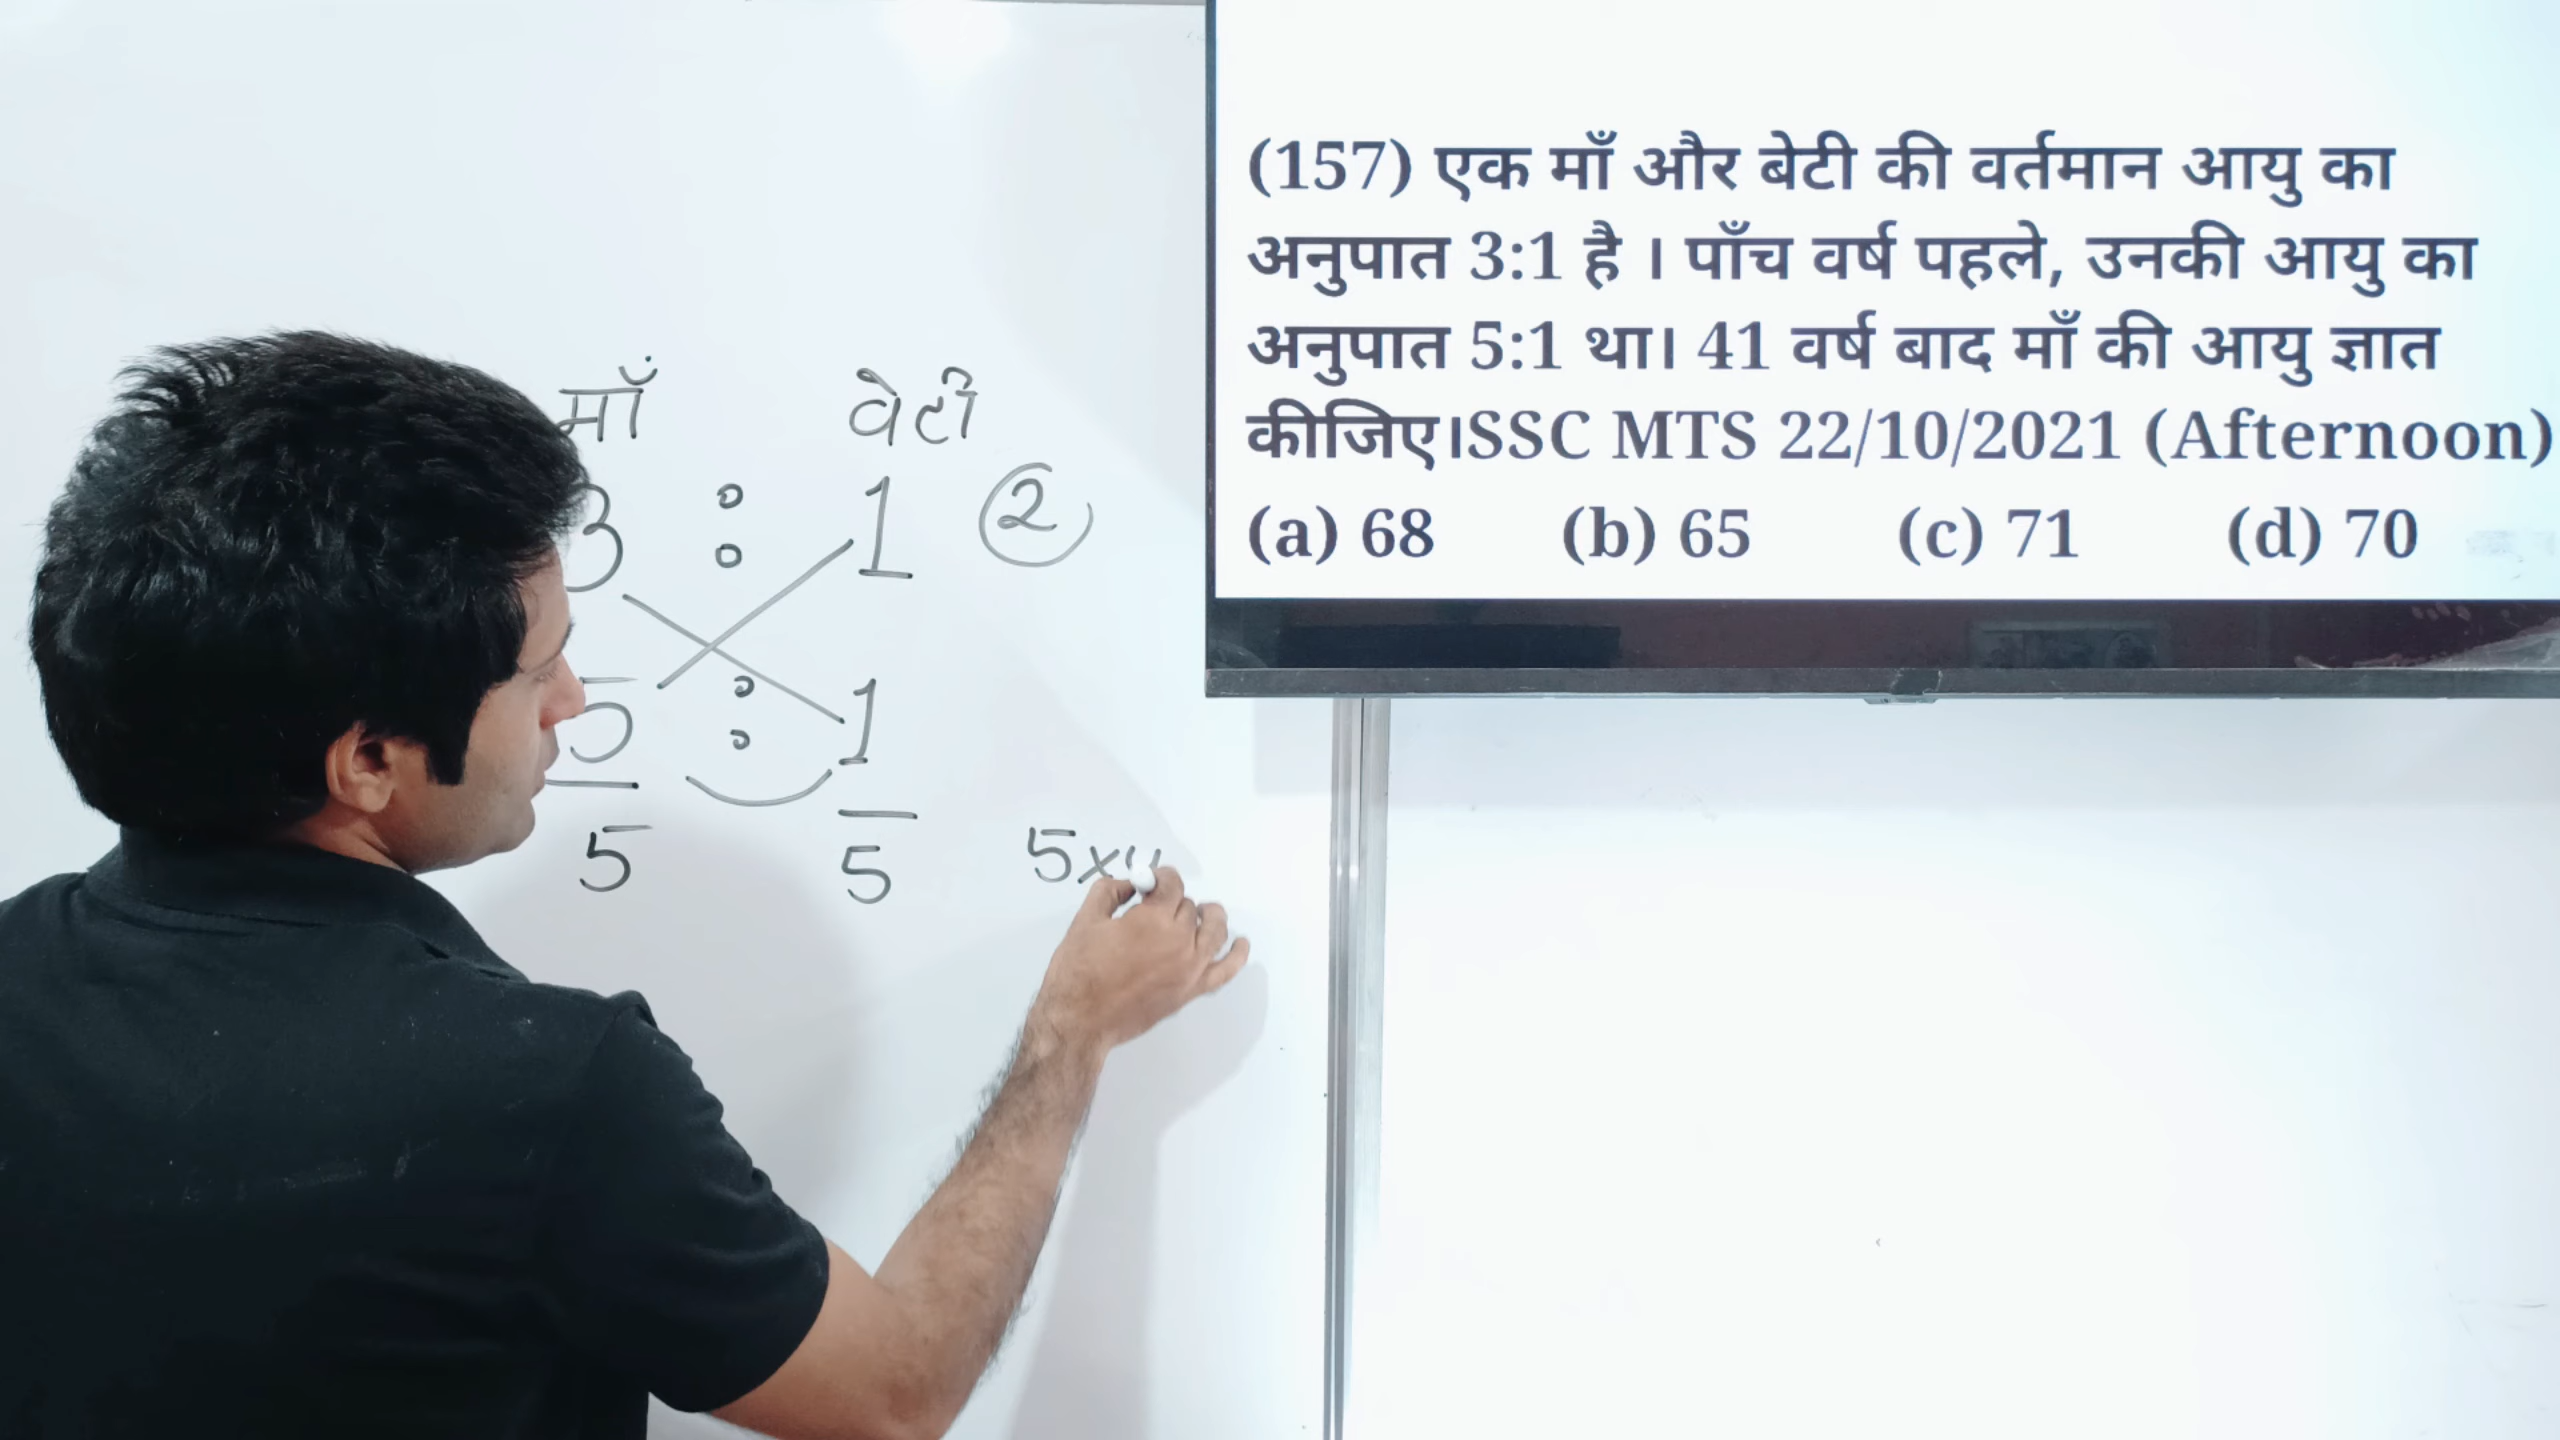 माँ बेटी
3 : 1 2
5 : 1
5 5 5x4
(157) एक माँ और बेटी की वर्तमान आयु का
अनुपात 3:1 है । पाँच वर्ष पहले, उनकी आयु का
अनुपात 5:1 था। 41 वर्ष बाद माँ की आयु ज्ञात
कीजिए।SSC MTS 22/10/2021 (Afternoon)
(a) 68 (b) 65 (c) 71 (d) 70